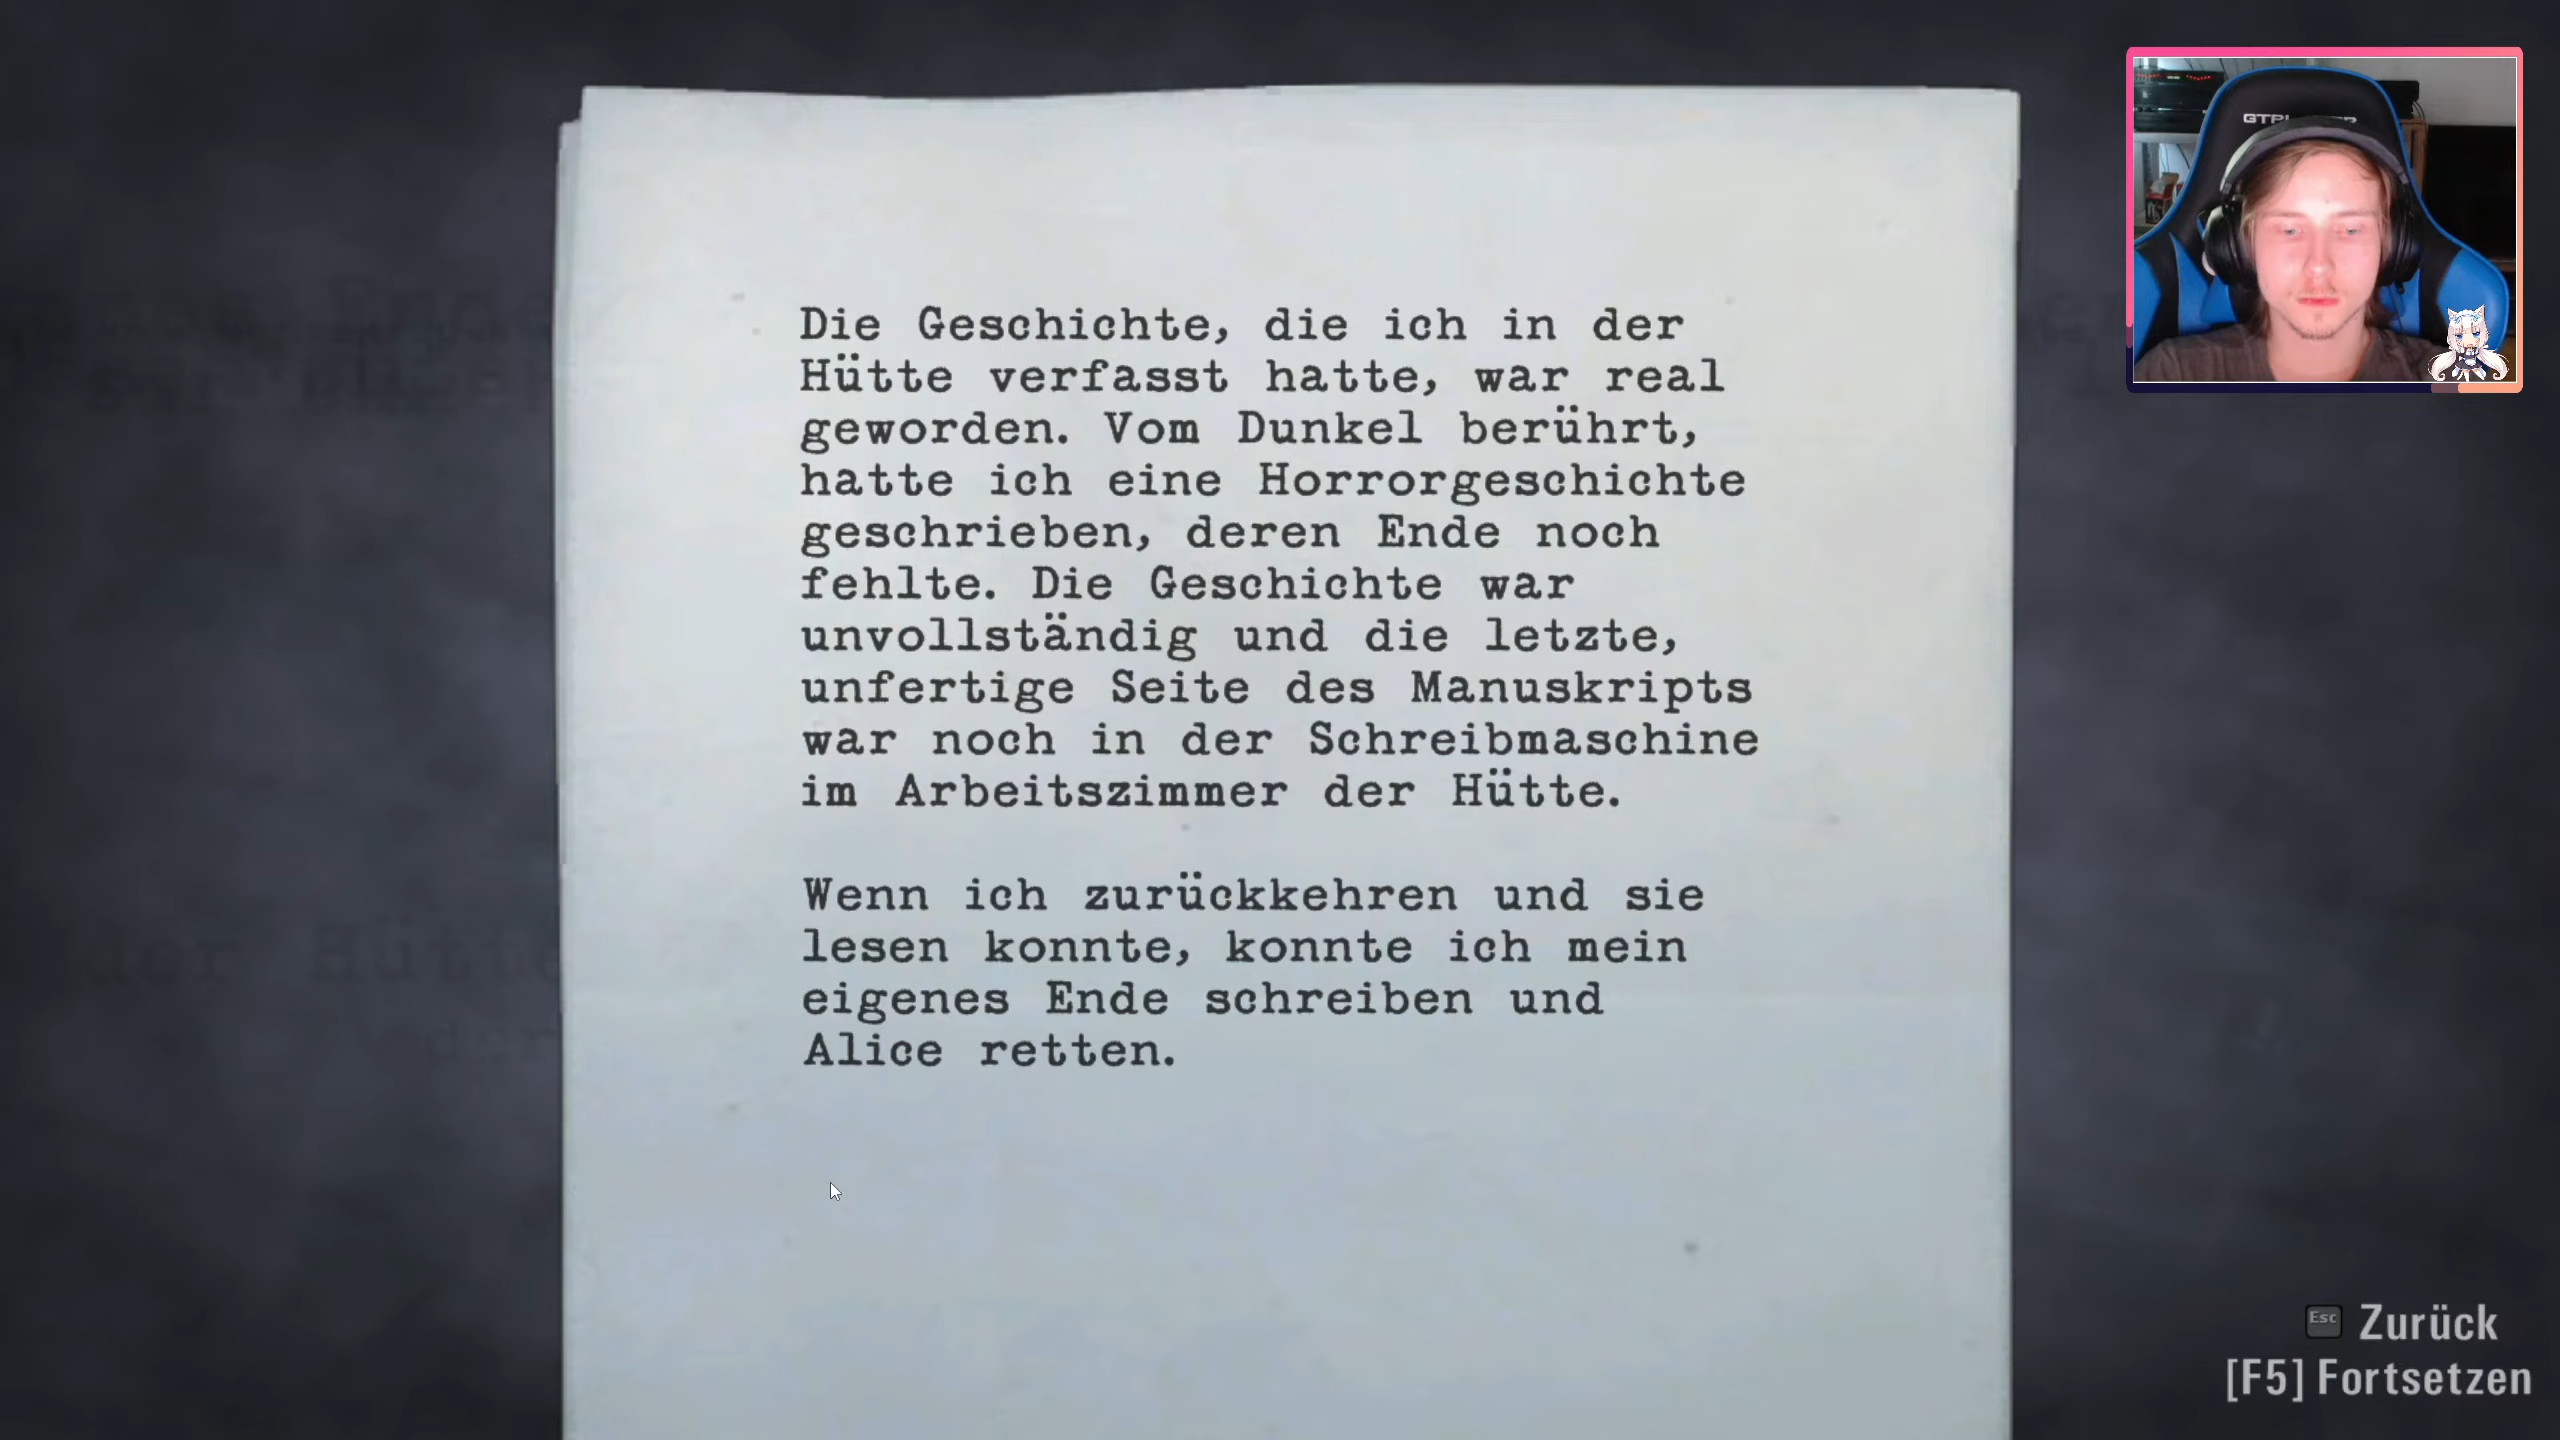 Die Geschichte, die ich in der
Hütte verfasst hatte, war real
geworden. Vom Dunkel berührt,
hatte ich eine Horrorgeschichte
geschrieben, deren Ende noch
fehlte. Die Geschichte war
unvollständig und die letzte,
unfertige Seite des Manuskripts
war noch in der Schreibmaschine
im Arbeitszimmer der Hütte.
Wenn ich zurückkehren und sie
lesen konnte, konnte ich mein
eigenes Ende schreiben und
Alice retten.
Esc Zurück
[F5] Fortsetzen